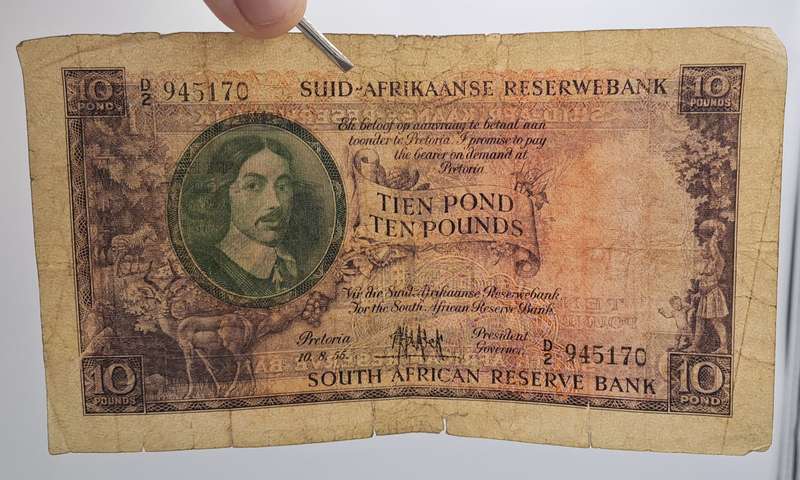 10
POND
D/2 945170
SUID-AFRIKAANSE RESERWEBANK
10
POUNDS
Ek beloof op aanvraag te betaal aan
toonder te Pretoria. I promise to pay
the bearer on demand at
Pretoria
TIEN POND
TEN POUNDS
Vir die Suid-Afrikaanse Reserwebank
For the South African Reserve Bank.
Pretoria
10. 8. 55.
President
Governor
D/2 945170
SOUTH AFRICAN RESERVE BANK
10
POUNDS
10
POND